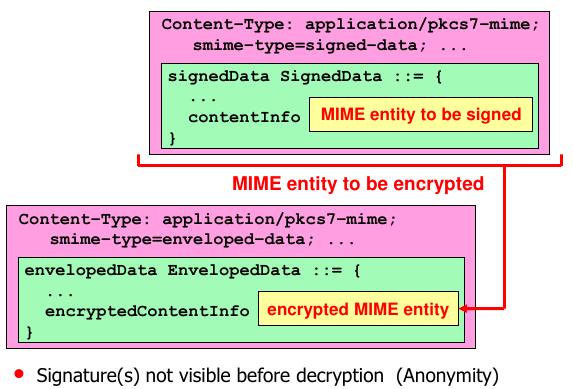 Content-Type: application/pkcs7-mime;
smime-type=signed-data; ...
signedData SignedData ::= {
...
contentInfo MIME entity to be signed
}
MIME entity to be encrypted
Content-Type: application/pkcs7-mime;
smime-type=enveloped-data; ...
envelopedData EnvelopedData ::= {
...
encryptedContentInfo encrypted MIME entity
}
• Signature(s) not visible before decryption (Anonymity)